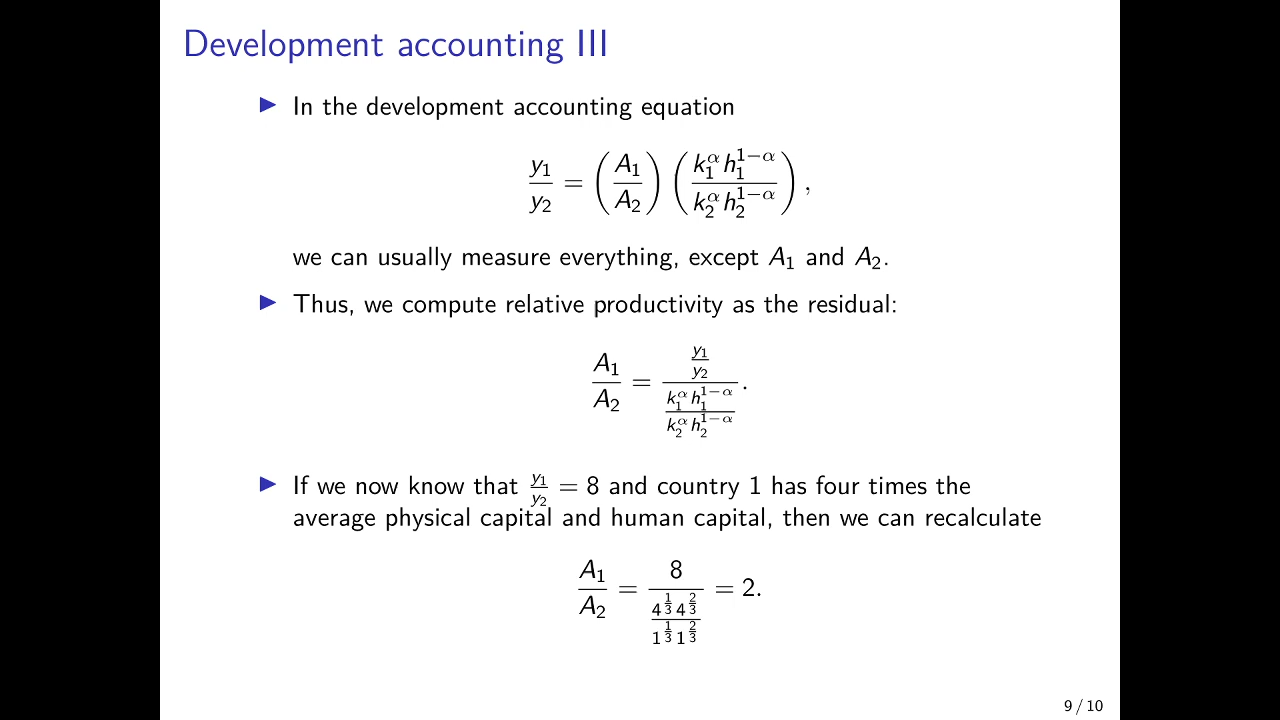 Development accounting III
▶ In the development accounting equation
y₁/y₂ = (A₁/A₂) (k₁^α h₁^{1−α} / k₂^α h₂^{1−α}),
we can usually measure everything, except A₁ and A₂.
▶ Thus, we compute relative productivity as the residual:
A₁/A₂ = (y₁/y₂) / (k₁^α h₁^{1−α} / k₂^α h₂^{1−α}).
▶ If we now know that y₁/y₂ = 8 and country 1 has four times the
average physical capital and human capital, then we can recalculate
A₁/A₂ = 8 / (4^{1/3} 4^{2/3} / 1^{1/3} 1^{2/3}) = 2.
9 / 10